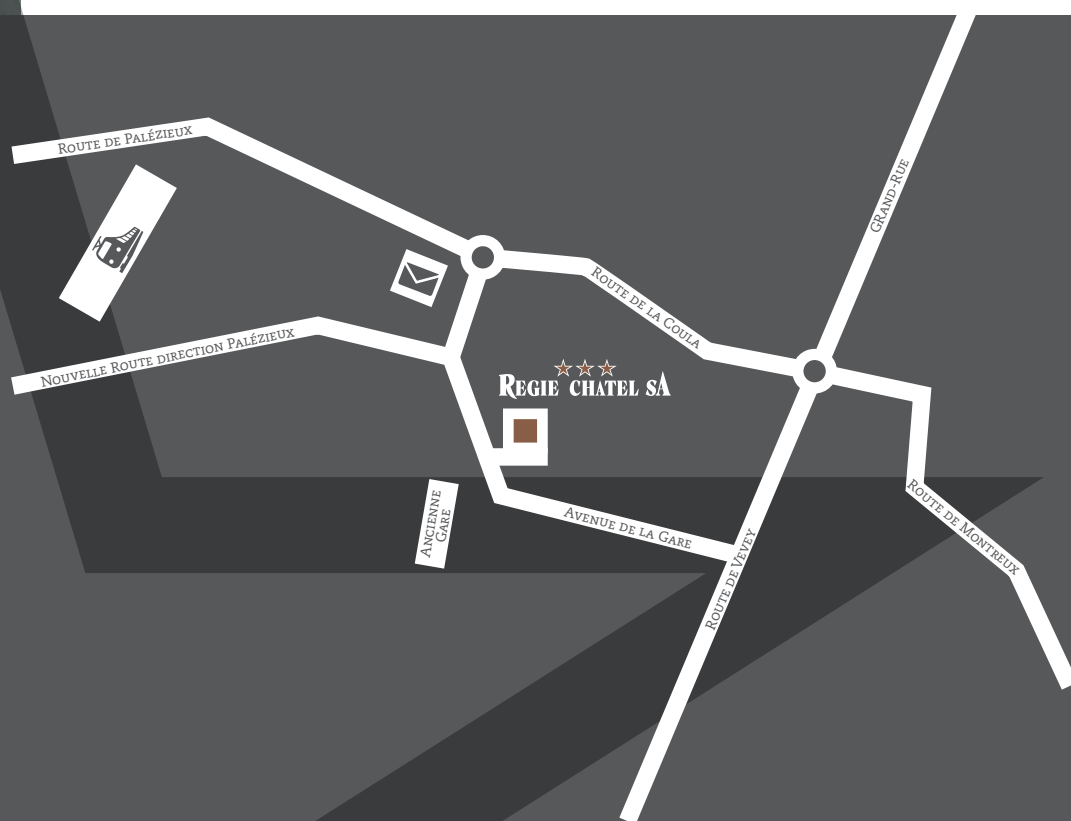 Route de Palézieux
Grand-Rue
Route de la Coula
Nouvelle Route direction Palézieux
Regie chatel sa
Ancienne
Gare
Avenue de la Gare
Route de Vevey
Route de Montreux